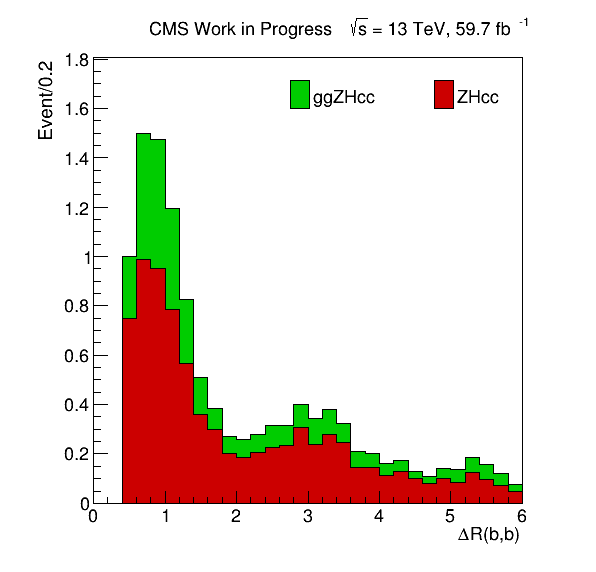 CMS Work in Progress √s = 13 TeV, 59.7 fb⁻¹
Event/0.2
ggZHcc ZHcc
1.8
1.6
1.4
1.2
1
0.8
0.6
0.4
0.2
0
0 1 2 3 4 5 6
ΔR(b,b)